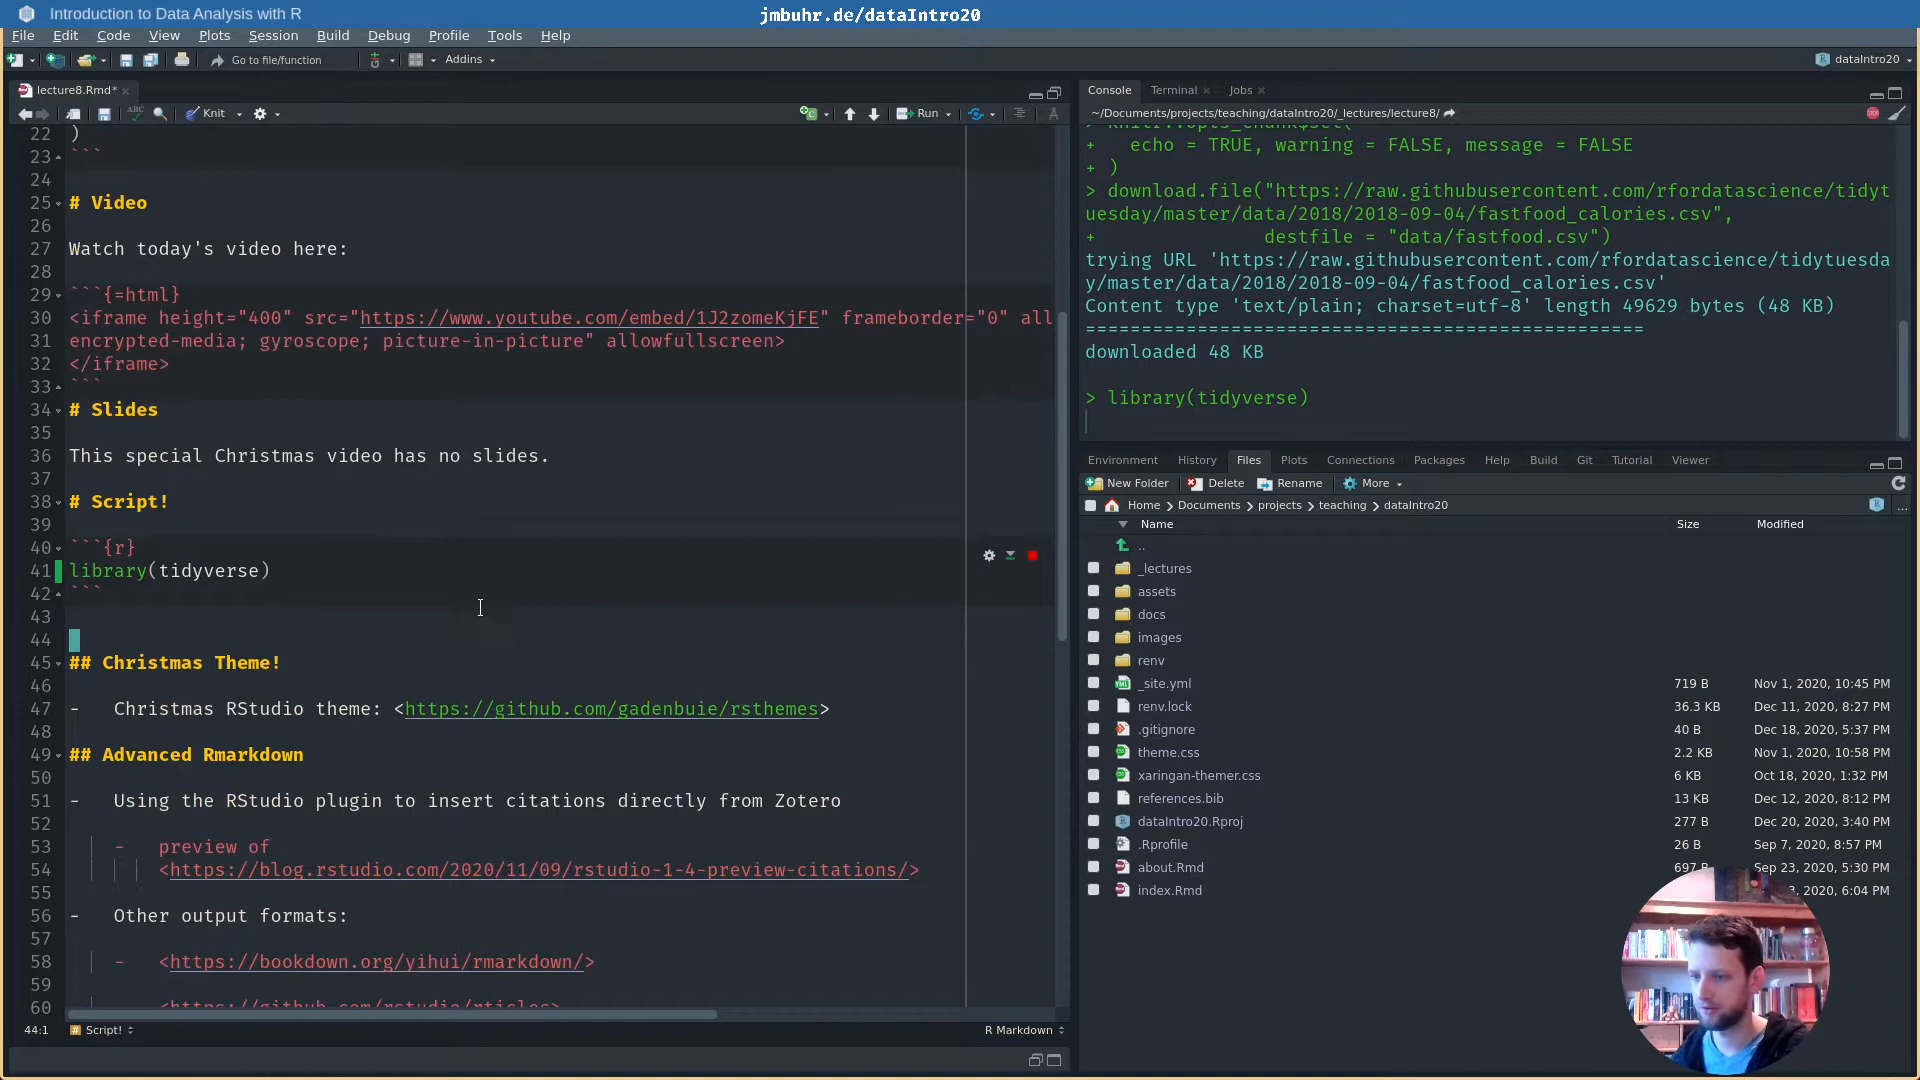 Introduction to Data Analysis with R
jmbuhr.de/dataIntro20
File Edit Code View Plots Session Build Debug Profile Tools Help
Go to file/function Addins dataIntro20
lecture8.Rmd*
Knit Run
22 )
23 ```
24
25 # Video
26
27 Watch today's video here:
28
29 ```{=html}
30 <iframe height="400" src="https://www.youtube.com/embed/1J2zomeKjFE" frameborder="0" all
31 encrypted-media; gyroscope; picture-in-picture" allowfullscreen>
32 </iframe>
33 ```
34 # Slides
35
36 This special Christmas video has no slides.
37
38 # Script!
39
40 ```{r}
41 library(tidyverse)
42 ```
43
44
45 ## Christmas Theme!
46
47 - Christmas RStudio theme: <https://github.com/gadenbuie/rsthemes>
48
49 ## Advanced Rmarkdown
50
51 - Using the RStudio plugin to insert citations directly from Zotero
52
53 - preview of
54 <https://blog.rstudio.com/2020/11/09/rstudio-1-4-preview-citations/>
55
56 - Other output formats:
57
58 - <https://bookdown.org/yihui/rmarkdown/>
59
60 <https://github.com/rstudio/rticles>
44:1 # Script! R Markdown
Console Terminal Jobs
~/Documents/projects/teaching/dataIntro20/_lectures/lecture8/
> knitr::opts_chunk$set(
+ echo = TRUE, warning = FALSE, message = FALSE
+ )
> download.file("https://raw.githubusercontent.com/rfordatascience/tidyt
uesday/master/data/2018/2018-09-04/fastfood_calories.csv",
+ destfile = "data/fastfood.csv")
trying URL 'https://raw.githubusercontent.com/rfordatascience/tidytuesda
y/master/data/2018/2018-09-04/fastfood_calories.csv'
Content type 'text/plain; charset=utf-8' length 49629 bytes (48 KB)
==================================================
downloaded 48 KB
> library(tidyverse)
Environment History Files Plots Connections Packages Help Build Git Tutorial Viewer
New Folder Delete Rename More
Home Documents projects teaching dataIntro20 ...
Name Size Modified
..
_lectures
assets
docs
images
renv
_site.yml 719 B Nov 1, 2020, 10:45 PM
renv.lock 36.3 KB Dec 11, 2020, 8:27 PM
.gitignore 40 B Dec 18, 2020, 5:37 PM
theme.css 2.2 KB Nov 1, 2020, 10:58 PM
xaringan-themer.css 6 KB Oct 18, 2020, 1:32 PM
references.bib 13 KB Dec 12, 2020, 8:12 PM
dataIntro20.Rproj 277 B Dec 20, 2020, 3:40 PM
.Rprofile 26 B Sep 7, 2020, 8:57 PM
about.Rmd 697 Sep 23, 2020, 5:30 PM
index.Rmd 2020, 6:04 PM